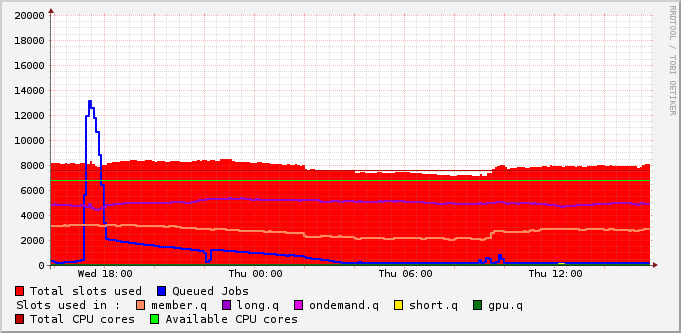 20000
18000
16000
14000
12000
10000
8000
6000
4000
2000
0
Wed 18:00 Thu 00:00 Thu 06:00 Thu 12:00
Total slots used Queued Jobs
Slots used in : member.q long.q ondemand.q short.q gpu.q
Total CPU cores Available CPU cores
RRDTOOL / TOBI OETIKER